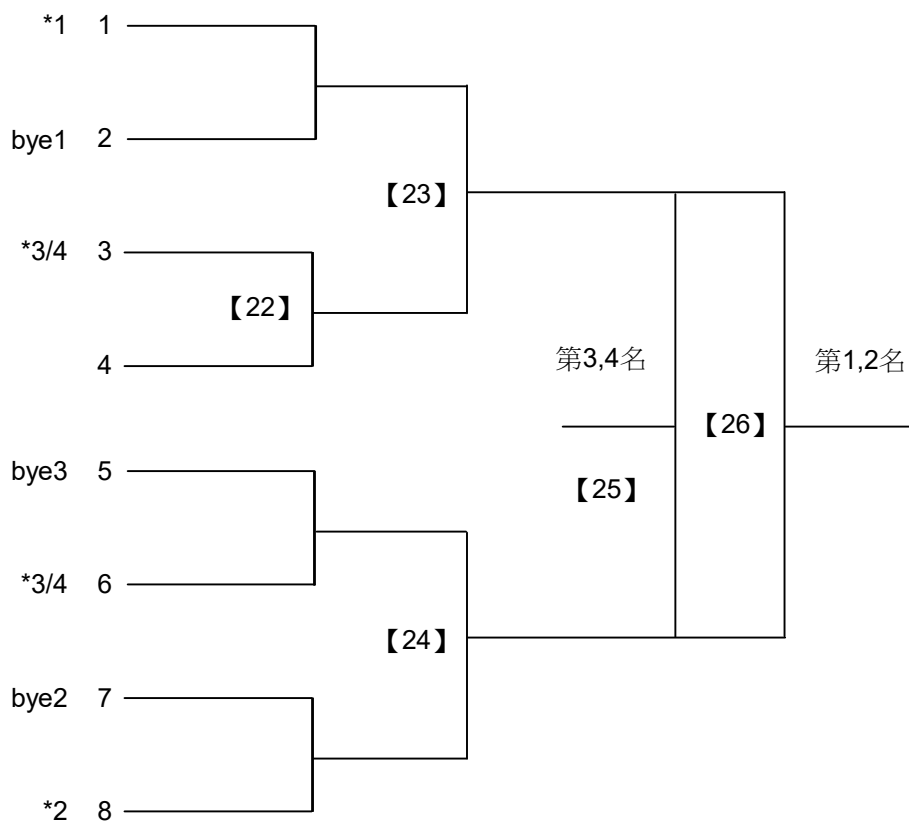 *1 1
bye1 2
【23】
*3/4 3
【22】
第3,4名 第1,2名
4
【26】
bye3 5
【25】
*3/4 6
【24】
bye2 7
*2 8